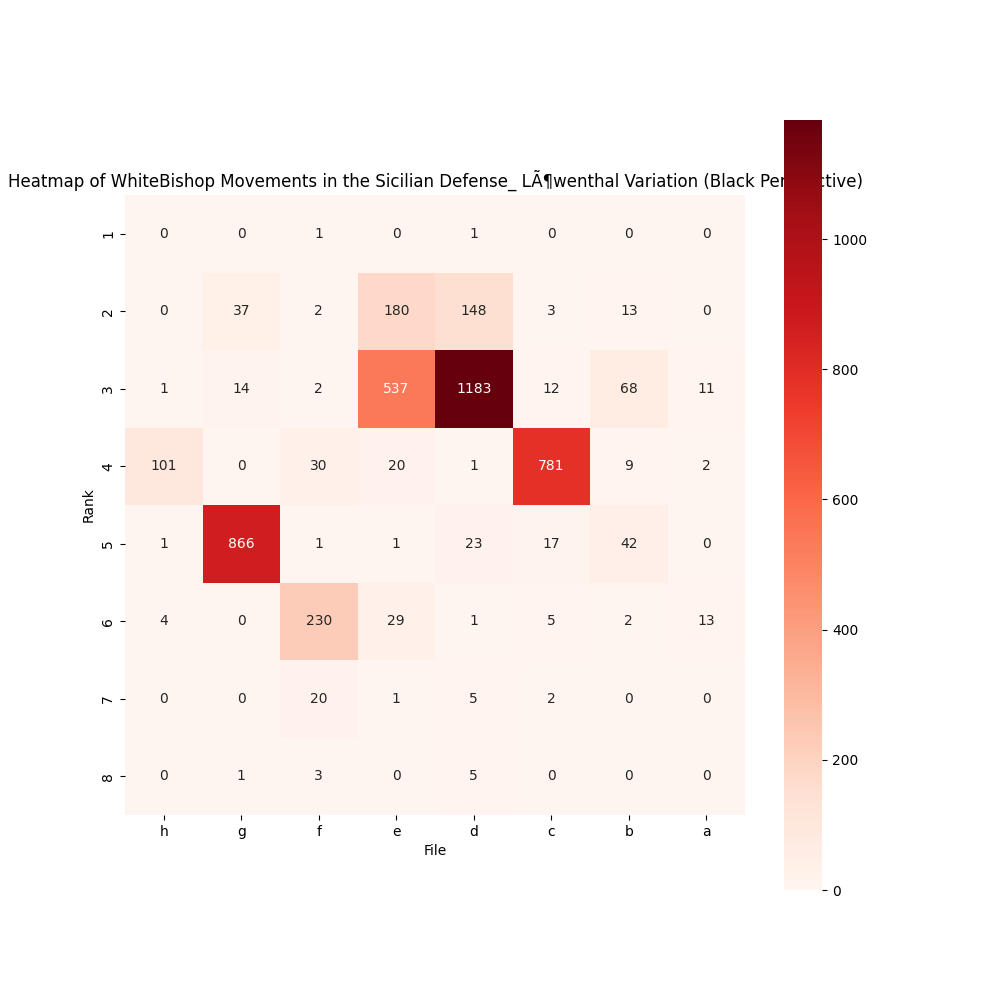 Heatmap of WhiteBishop Movements in the Sicilian Defense_ LÃ¶wenthal Variation (Black Per ctive)
1 0 0 1 0 1 0 0 0
2 0 37 2 180 148 3 13 0
3 1 14 2 537 1183 12 68 11
4 101 0 30 20 1 781 9 2
5 1 866 1 1 23 17 42 0
6 4 0 230 29 1 5 2 13
7 0 0 20 1 5 2 0 0
8 0 1 3 0 5 0 0 0
h g f e d c b a
File
Rank
1000
800
600
400
200
0